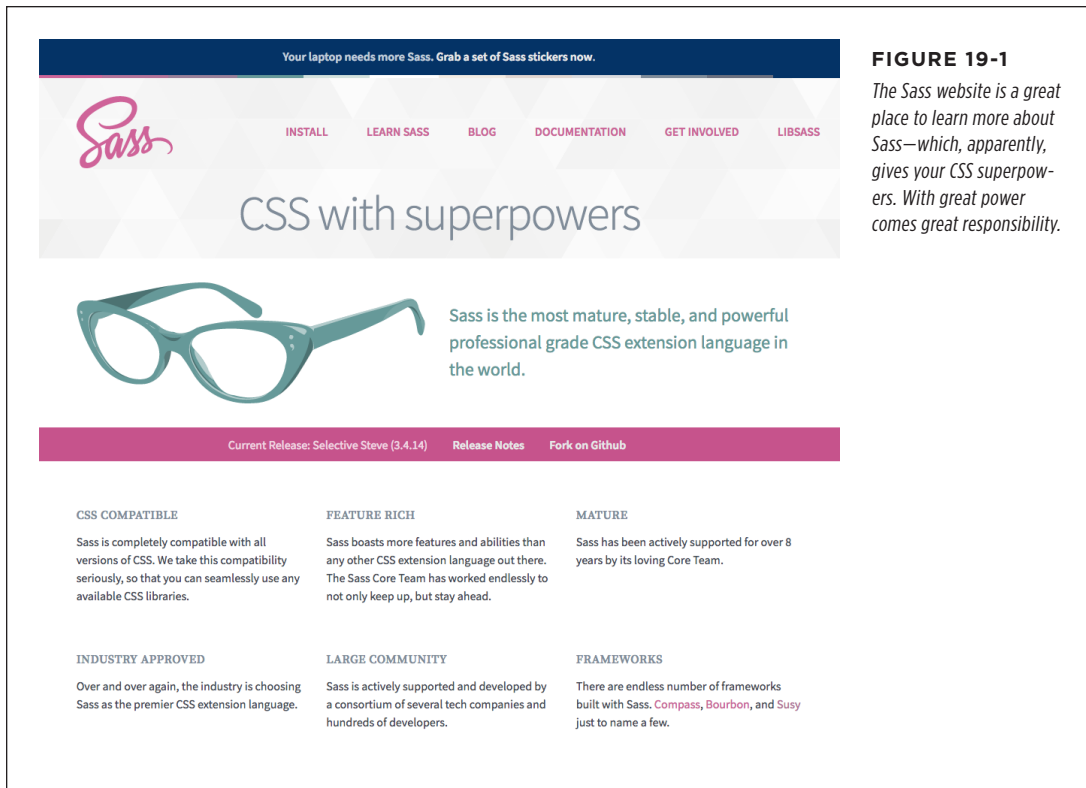 Your laptop needs more Sass. Grab a set of Sass stickers now.
Sass
INSTALL LEARN SASS BLOG DOCUMENTATION GET INVOLVED LIBSASS
CSS with superpowers
Sass is the most mature, stable, and powerful
professional grade CSS extension language in
the world.
Current Release: Selective Steve (3.4.14) Release Notes Fork on Github
CSS COMPATIBLE
Sass is completely compatible with all
versions of CSS. We take this compatibility
seriously, so that you can seamlessly use any
available CSS libraries.
FEATURE RICH
Sass boasts more features and abilities than
any other CSS extension language out there.
The Sass Core Team has worked endlessly to
not only keep up, but stay ahead.
MATURE
Sass has been actively supported for over 8
years by its loving Core Team.
INDUSTRY APPROVED
Over and over again, the industry is choosing
Sass as the premier CSS extension language.
LARGE COMMUNITY
Sass is actively supported and developed by
a consortium of several tech companies and
hundreds of developers.
FRAMEWORKS
There are endless number of frameworks
built with Sass. Compass, Bourbon, and Susy
just to name a few.
FIGURE 19-1
The Sass website is a great
place to learn more about
Sass—which, apparently,
gives your CSS superpow-
ers. With great power
comes great responsibility.